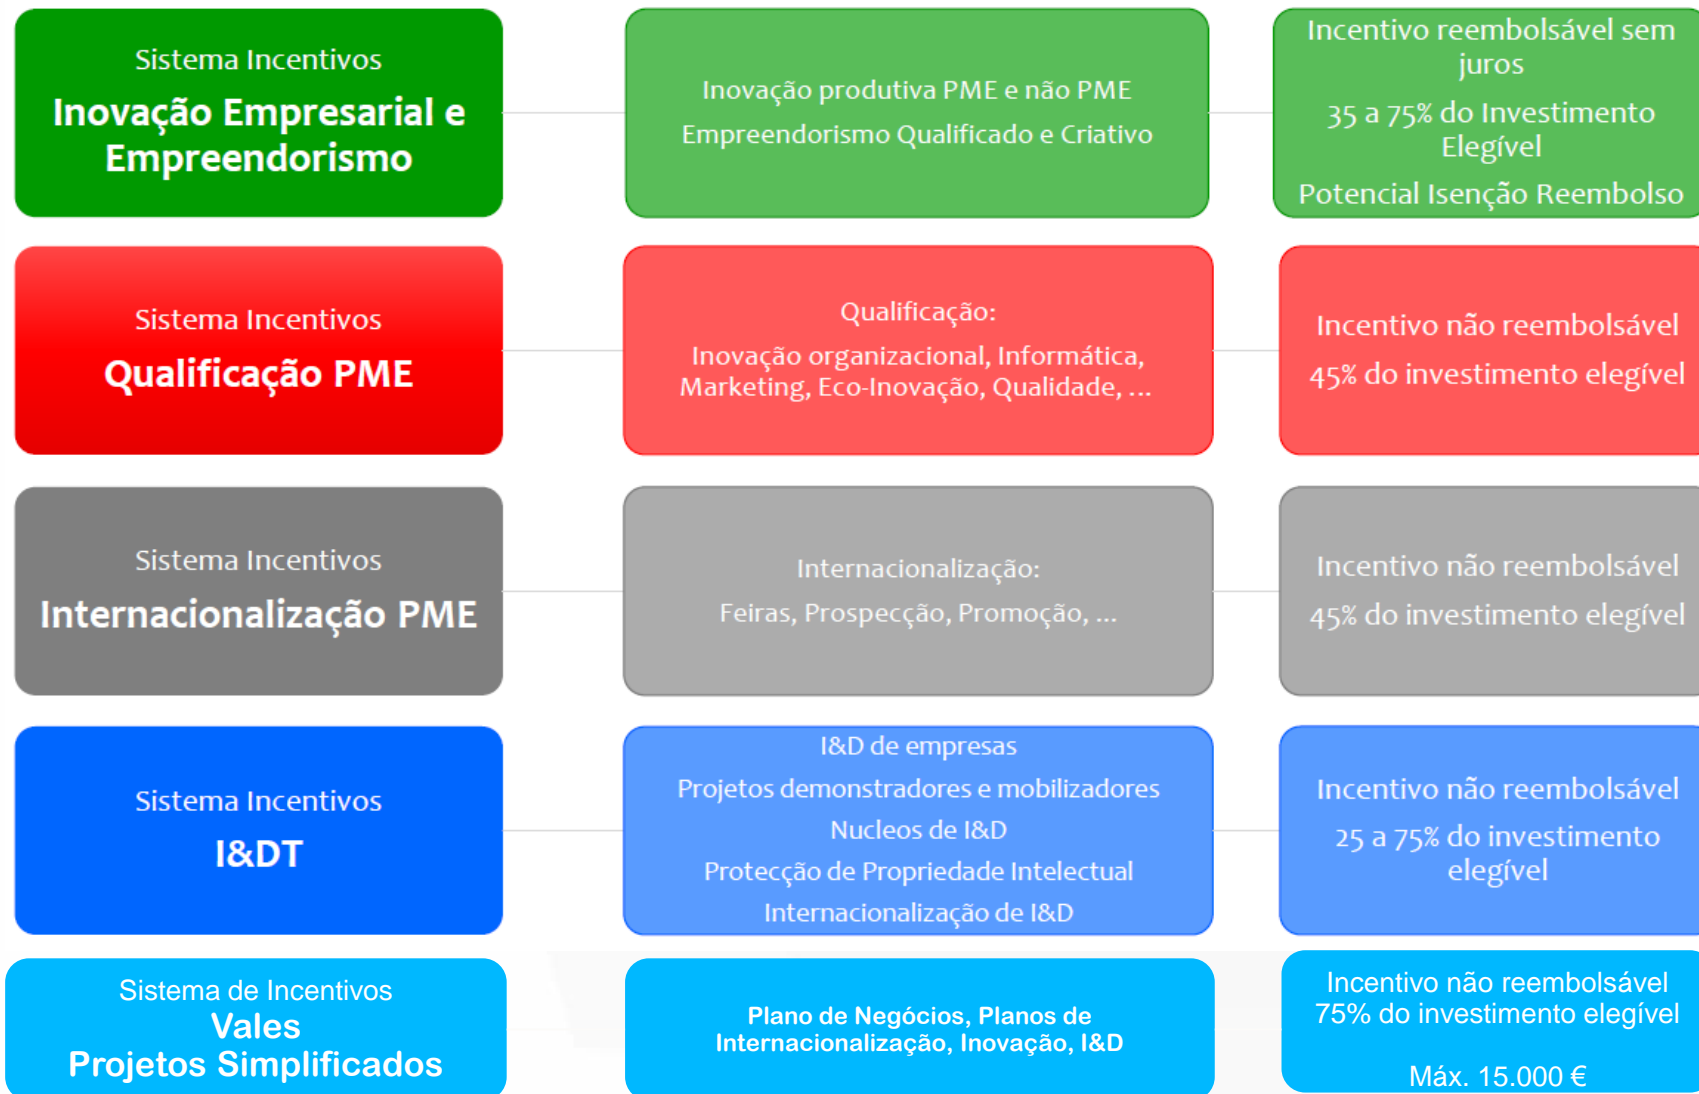 Sistema Incentivos
Inovação Empresarial e
Empreendorismo
Inovação produtiva PME e não PME
Empreendorismo Qualificado e Criativo
Incentivo reembolsável sem
juros
35 a 75% do Investimento
Elegível
Potencial Isenção Reembolso
Sistema Incentivos
Qualificação PME
Qualificação:
Inovação organizacional, Informática,
Marketing, Eco-Inovação, Qualidade, ...
Incentivo não reembolsável
45% do investimento elegível
Sistema Incentivos
Internacionalização PME
Internacionalização:
Feiras, Prospecção, Promoção, ...
Incentivo não reembolsável
45% do investimento elegível
Sistema Incentivos
I&DT
I&D de empresas
Projetos demonstradores e mobilizadores
Nucleos de I&D
Protecção de Propriedade Intelectual
Internacionalização de I&D
Incentivo não reembolsável
25 a 75% do investimento
elegível
Sistema de Incentivos
Vales
Projetos Simplificados
Plano de Negócios, Planos de
Internacionalização, Inovação, I&D
Incentivo não reembolsável
75% do investimento elegível
Máx. 15.000 €